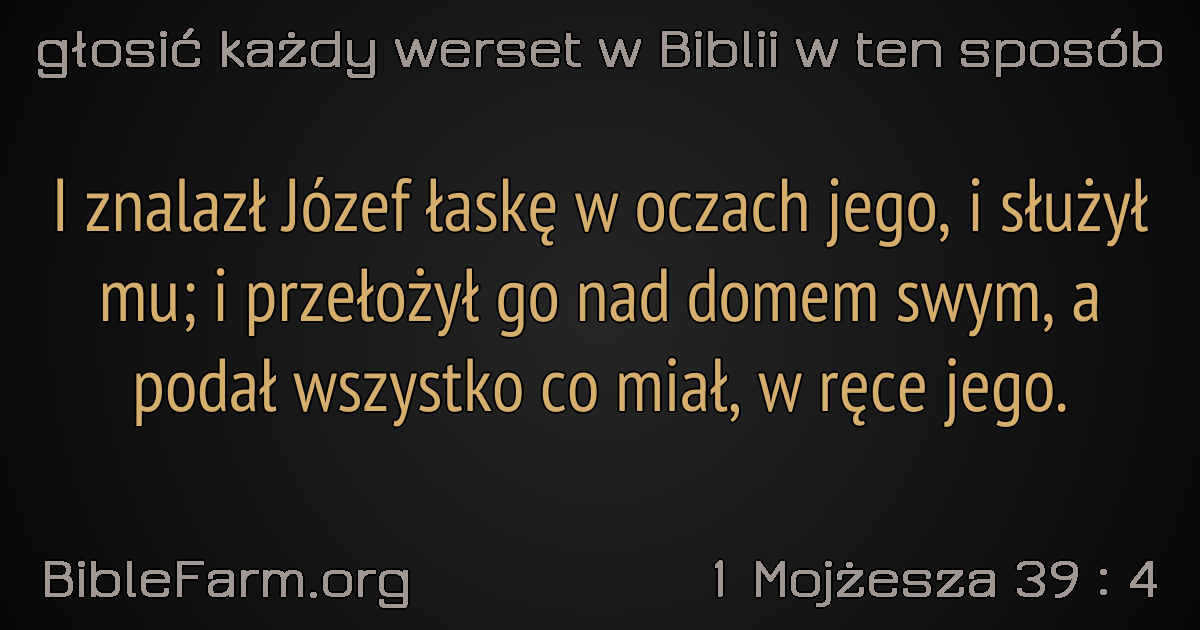 głosić każdy werset w Biblii w ten sposób
I znalazł Józef łaskę w oczach jego, i służył
mu; i przełożył go nad domem swym, a
podał wszystko co miał, w ręce jego.
BibleFarm.org
1 Mojżesza 39 : 4